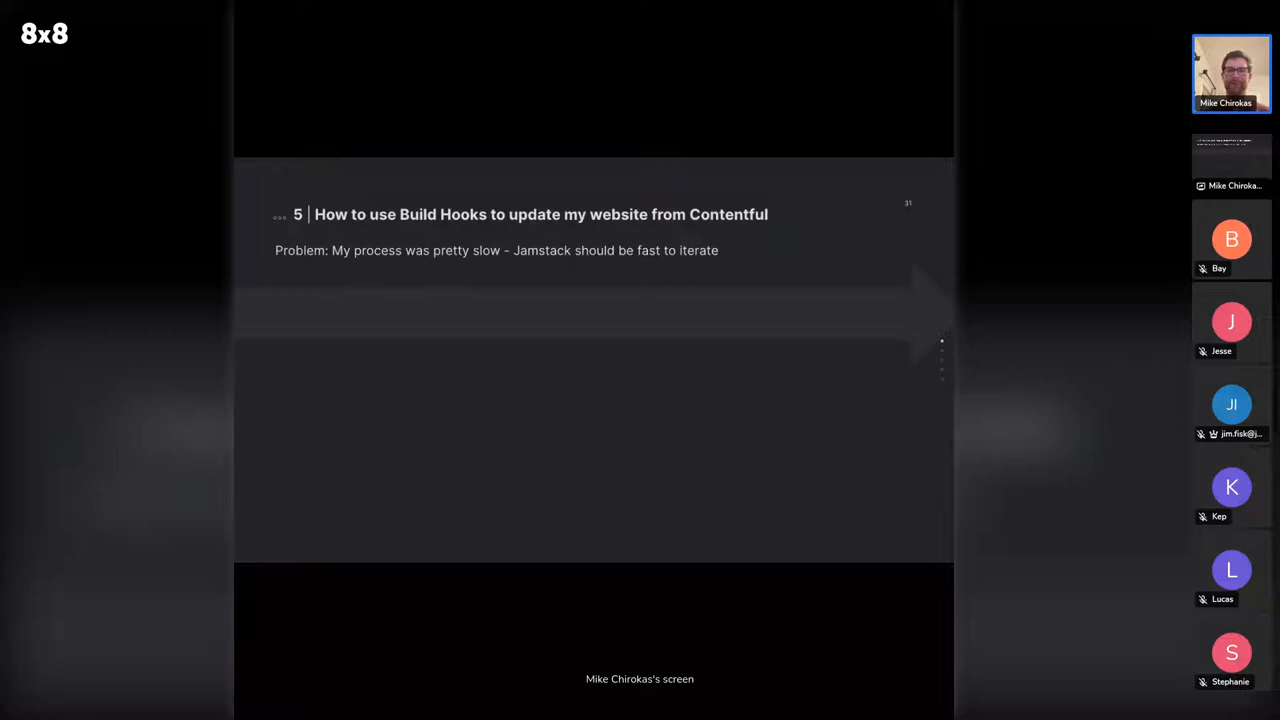 8x8
5 | How to use Build Hooks to update my website from Contentful
31
Problem: My process was pretty slow - Jamstack should be fast to iterate
Mike Chirokas's screen
Mike Chirokas
Mike Chiroka...
B
Bay
J
Jesse
JI
jim.fisk@j...
K
Kep
L
Lucas
S
Stephanie